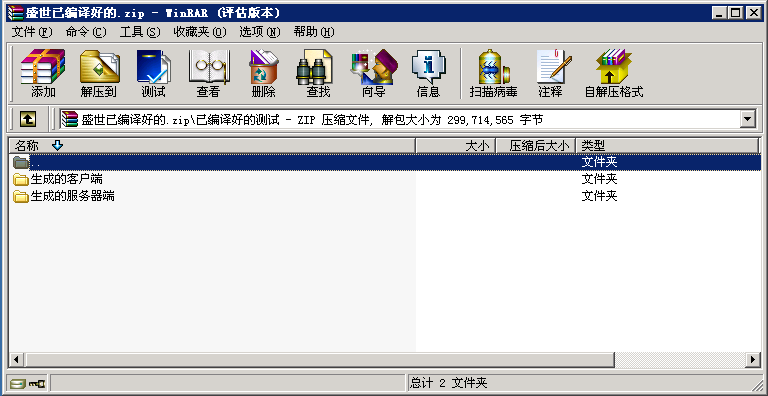 盛世已编译好的.zip - WinRAR (评估版本)
文件(F) 命令(C) 工具(S) 收藏夹(O) 选项(N) 帮助(H)
添加 解压到 测试 查看 删除 查找 向导 信息 扫描病毒 注释 自解压格式
盛世已编译好的.zip\已编译好的测试 - ZIP 压缩文件, 解包大小为 299,714,565 字节
名称 大小 压缩后大小 类型
.. 文件夹
生成的客户端 文件夹
生成的服务器端 文件夹
总计 2 文件夹